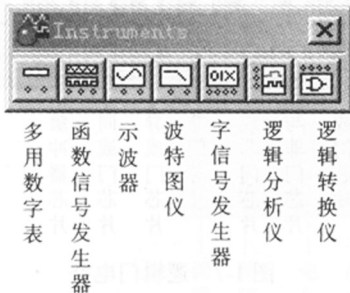 Instruments
多用数字表
函数信号发生器
示波器
波特图仪
字信号发生器
逻辑分析仪
逻辑转换仪